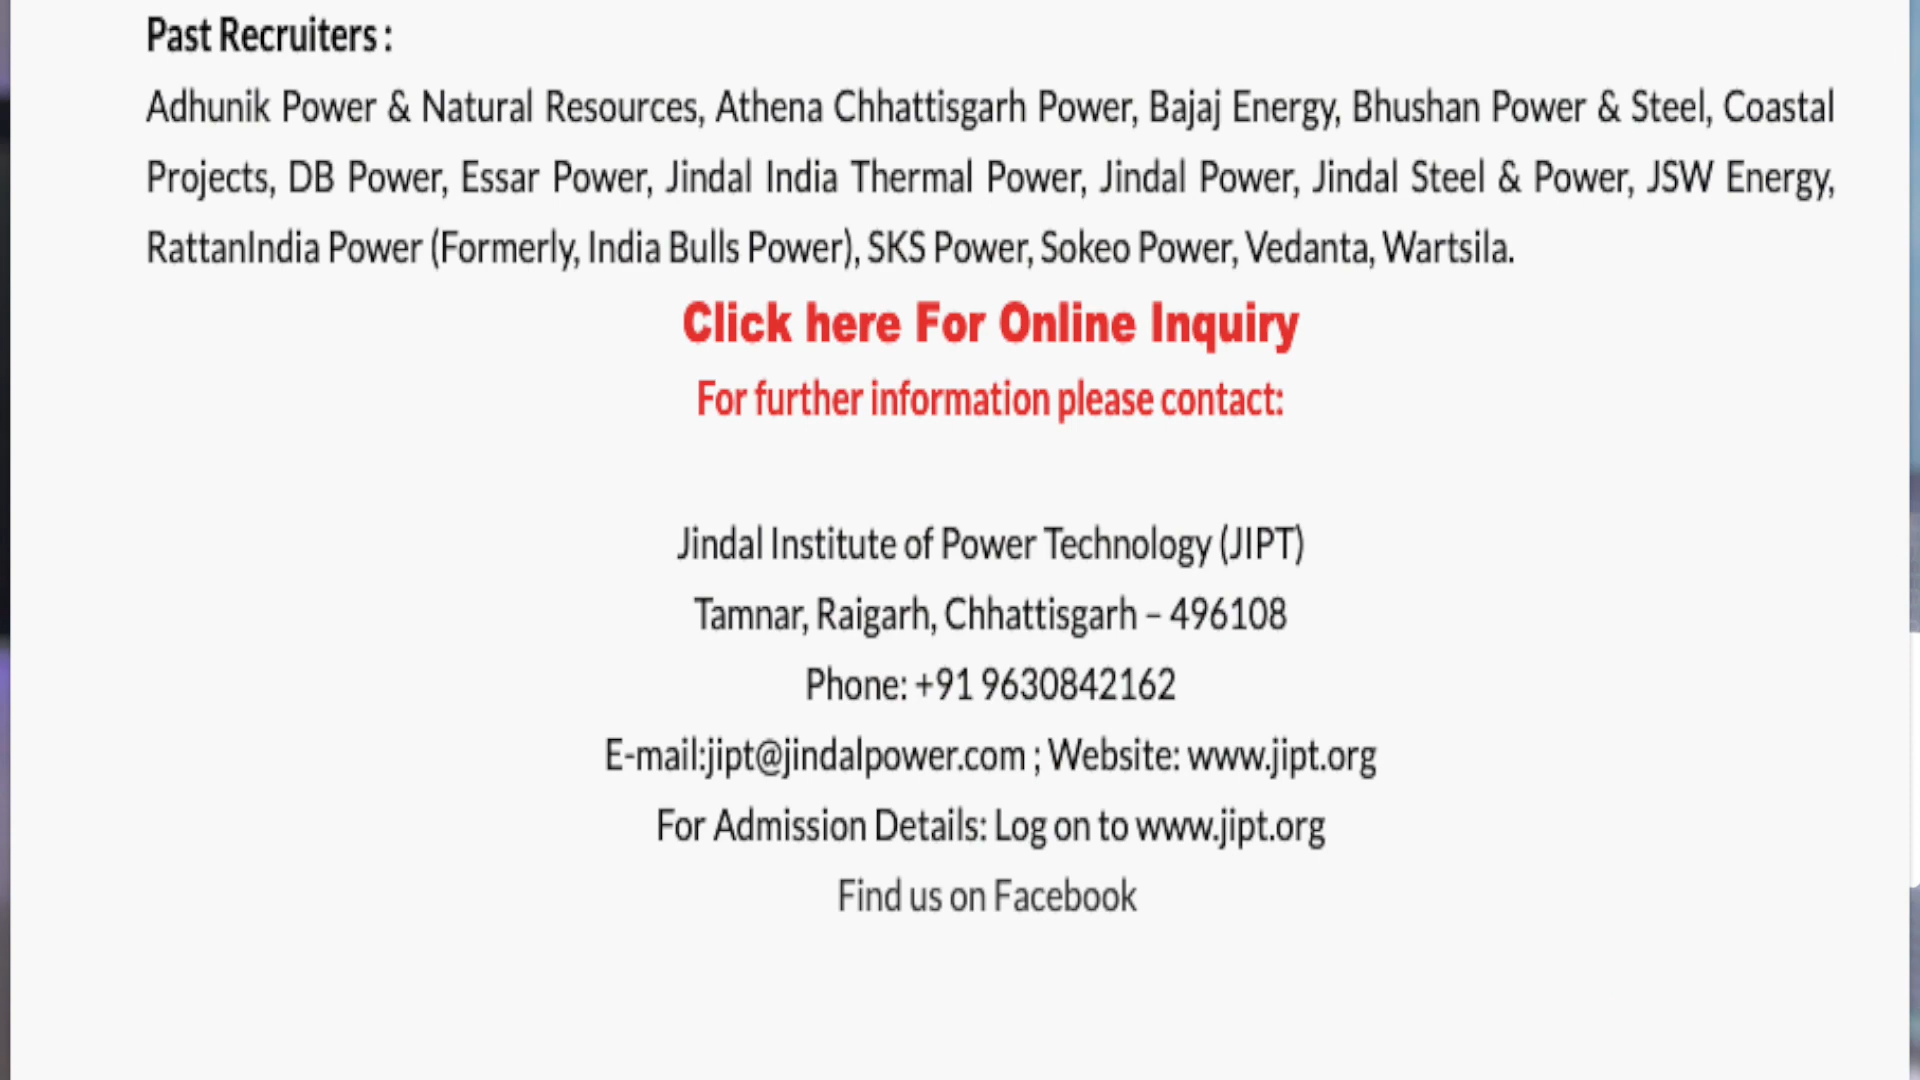 Past Recruiters :
Adhunik Power & Natural Resources, Athena Chhattisgarh Power, Bajaj Energy, Bhushan Power & Steel, Coastal
Projects, DB Power, Essar Power, Jindal India Thermal Power, Jindal Power, Jindal Steel & Power, JSW Energy,
RattanIndia Power (Formerly, India Bulls Power), SKS Power, Sokeo Power, Vedanta, Wartsila.
Click here For Online Inquiry
For further information please contact:
Jindal Institute of Power Technology (JIPT)
Tamnar, Raigarh, Chhattisgarh – 496108
Phone: +91 9630842162
E-mail:jipt@jindalpower.com ; Website: www.jipt.org
For Admission Details: Log on to www.jipt.org
Find us on Facebook